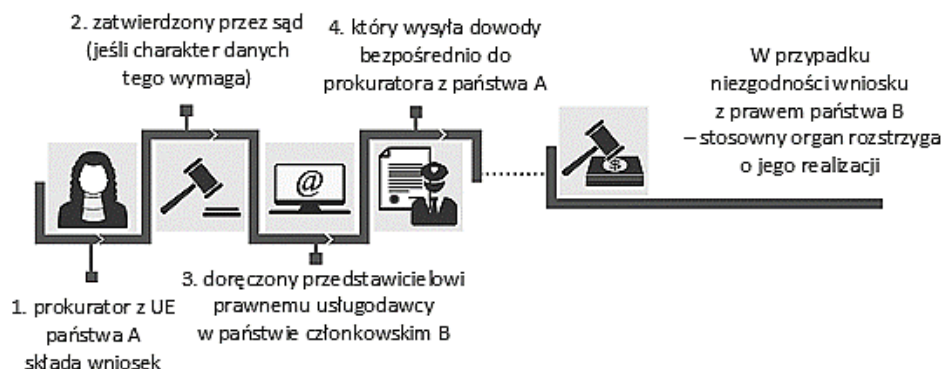 2. zatwierdzony przez sąd
(jeśli charakter danych
tego wymaga)
4. który wysyła dowody
bezpośrednio do
prokuratora z państwa A
W przypadku
niezgodności wniosku
z prawem państwa B
– stosowny organ rozstrzyga
o jego realizacji
@
$
1. prokurator z UE
państwa A
składa wniosek
3. doręczony przedstawicielowi
prawnemu usługodawcy
w państwie członkowskim B